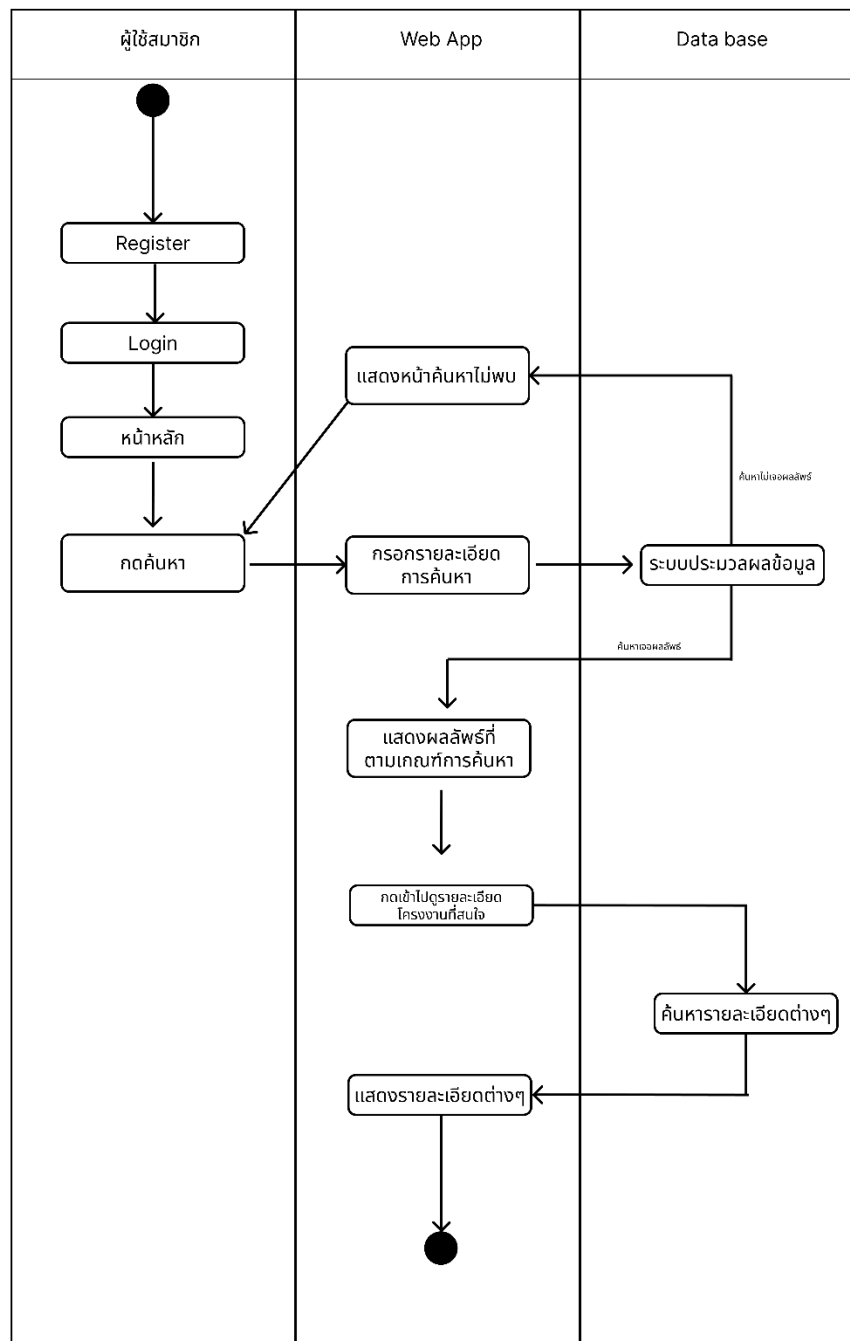 ผู้ใช้สมาชิก
Web App
Data base
Register
Login
แสดงหน้าค้นหาไม่พบ
หน้าหลัก
ค้นหาไม่เจอผลลัพธ์
กดค้นหา
กรอกรายละเอียด
การค้นหา
ระบบประมวลผลข้อมูล
ค้นหาเจอผลลัพธ์
แสดงผลลัพธ์ที่
ตามเกณฑ์การค้นหา
กดเข้าไปดูรายละเอียด
โครงงานที่สนใจ
ค้นหารายละเอียดต่างๆ
แสดงรายละเอียดต่างๆ